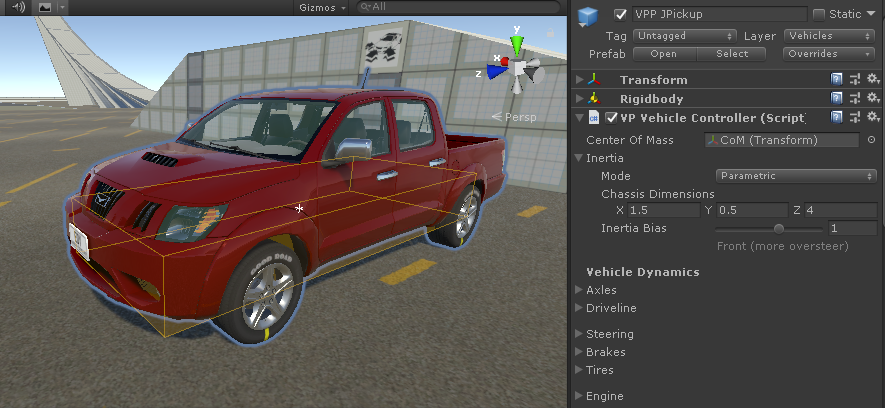 Gizmos
All
y
x
z
Persp
GOOD YEAR
VPP JPickup
Static
Tag Untagged Layer Vehicles
Prefab Open Select Overrides
Transform
Rigidbody
VP Vehicle Controller (Script)
Center Of Mass CoM (Transform)
Inertia
Mode Parametric
Chassis Dimensions
X 1.5 Y 0.5 Z 4
Inertia Bias 1
Front (more oversteer)
Vehicle Dynamics
Axles
Driveline
Steering
Brakes
Tires
Engine